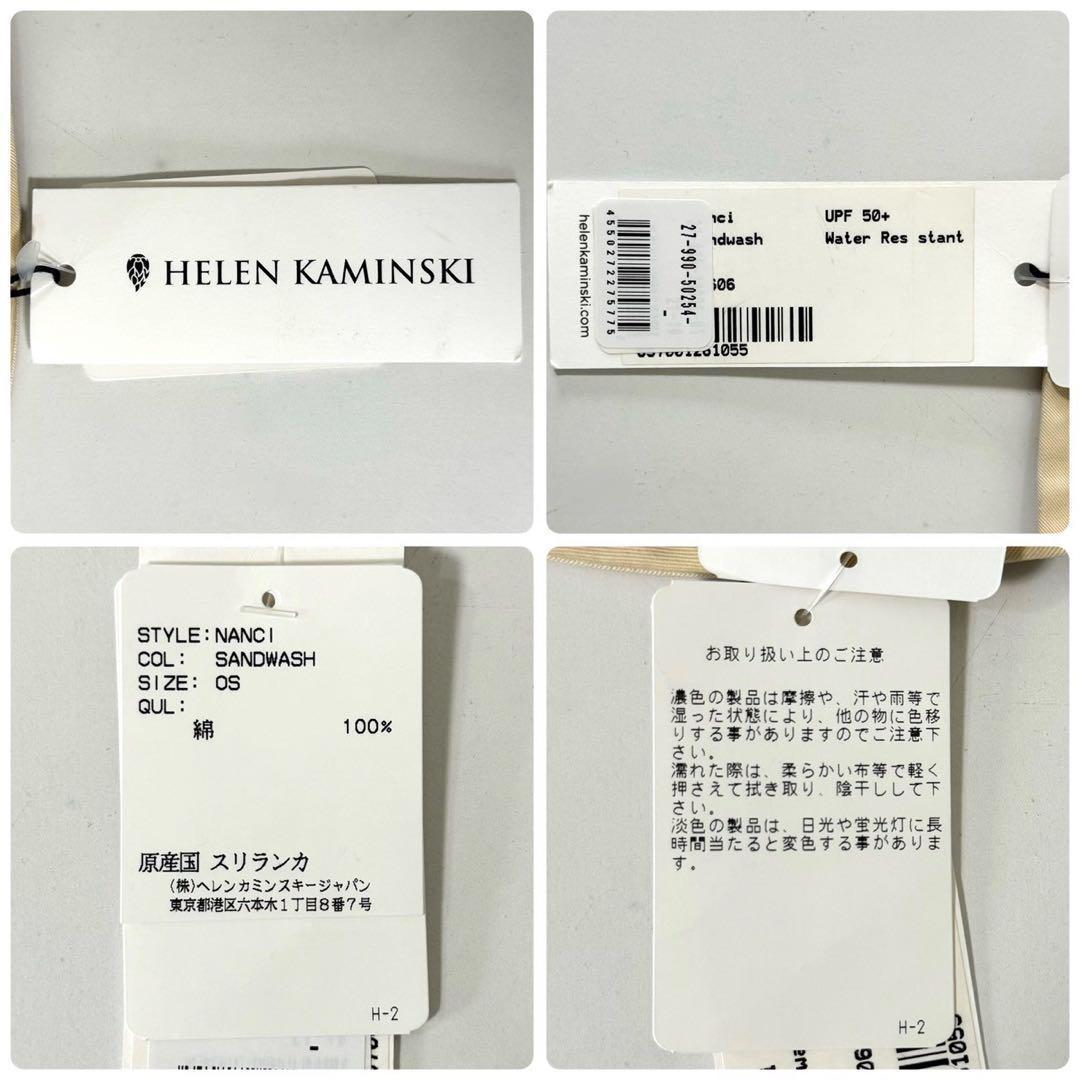 HELEN KAMINSKI
helenkaminski.com
4550272275775
27-990-50254-
UPF 50+
Water Res stant
STYLE:NANCI
COL: SANDWASH
SIZE: OS
QUL:
綿 100%
原産国 スリランカ
(株)ヘレンカミンスキージャパン
東京都港区六本木1丁目8番7号
H-2
お取り扱い上のご注意
濃色の製品は摩擦や、汗や雨等で
湿った状態により、他の物に色移
りする事がありますのでご注意下
さい。
濡れた際は、柔らかい布等で軽く
押さえて拭き取り、陰干しして下
さい。
淡色の製品は、日光や蛍光灯に長
時間当たると変色する事がありま
す。
H-2